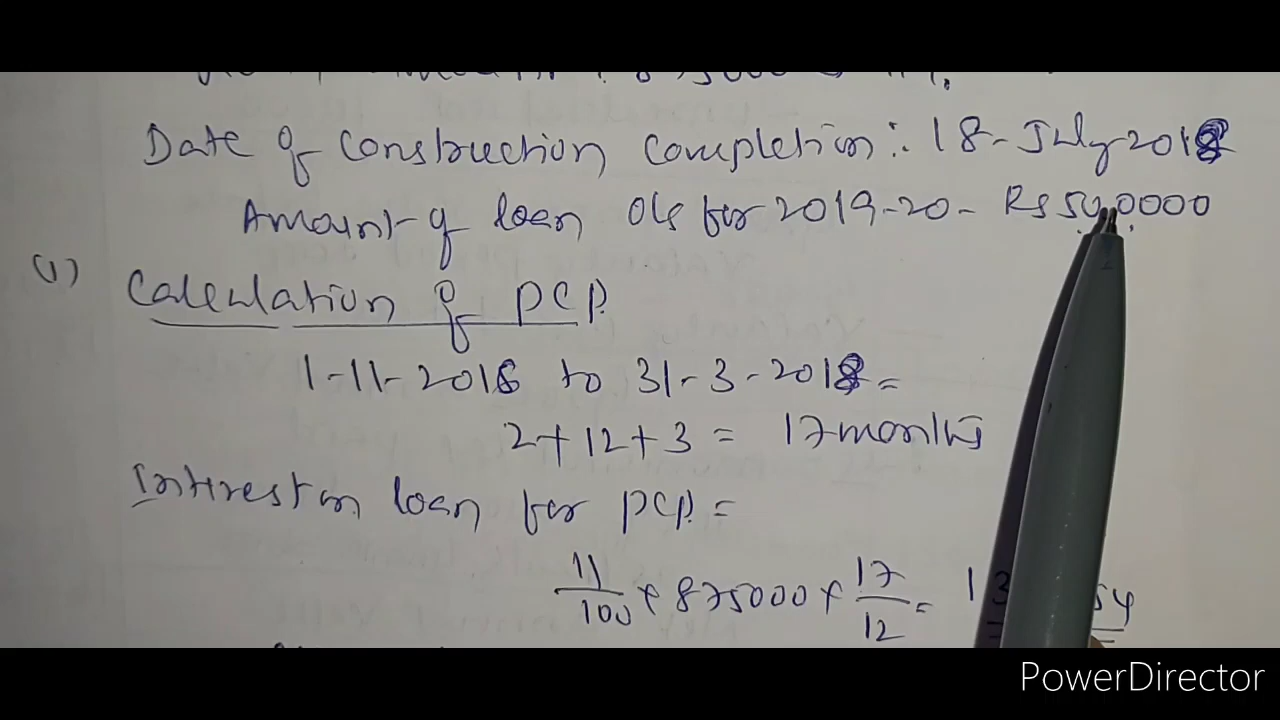 Date of construction completion : 18 - July 2018
Amount of loan O/s for 2019-20 - Rs 540000
(1) Calculation of PCP.
1-11-2016 to 31-3-2018 =
2+12+3 = 17 months
Interest on loan for PCP. =
11/100 × 875000 × 17/12 =
PowerDirector